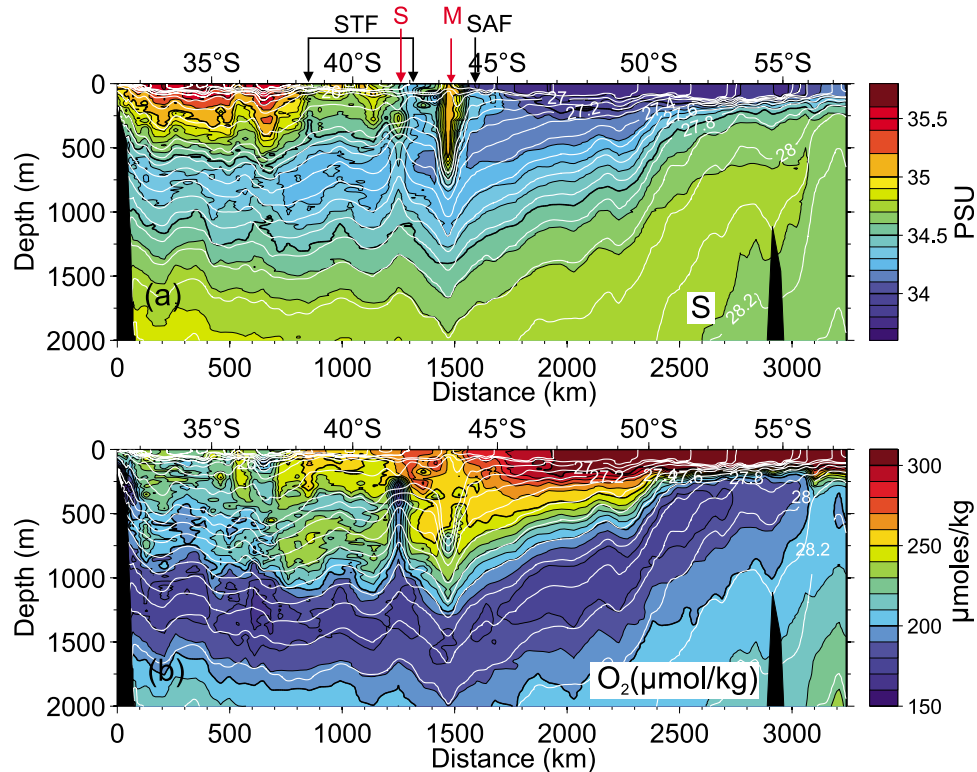 STF S M SAF
35°S 40°S 45°S 50°S 55°S
0
500
1000
1500
2000
Depth (m)
27 27.2 27.4 27.6 27.8 28 28.2
(a)
S
35.5
35
34.5
34
PSU
0 500 1000 1500 2000 2500 3000
Distance (km)
35°S 40°S 45°S 50°S 55°S
0
500
1000
1500
2000
Depth (m)
27 27.2 27.4 27.6 27.8 28 28.2
(b)
O₂(μmol/kg)
300
250
200
150
μmoles/kg
0 500 1000 1500 2000 2500 3000
Distance (km)